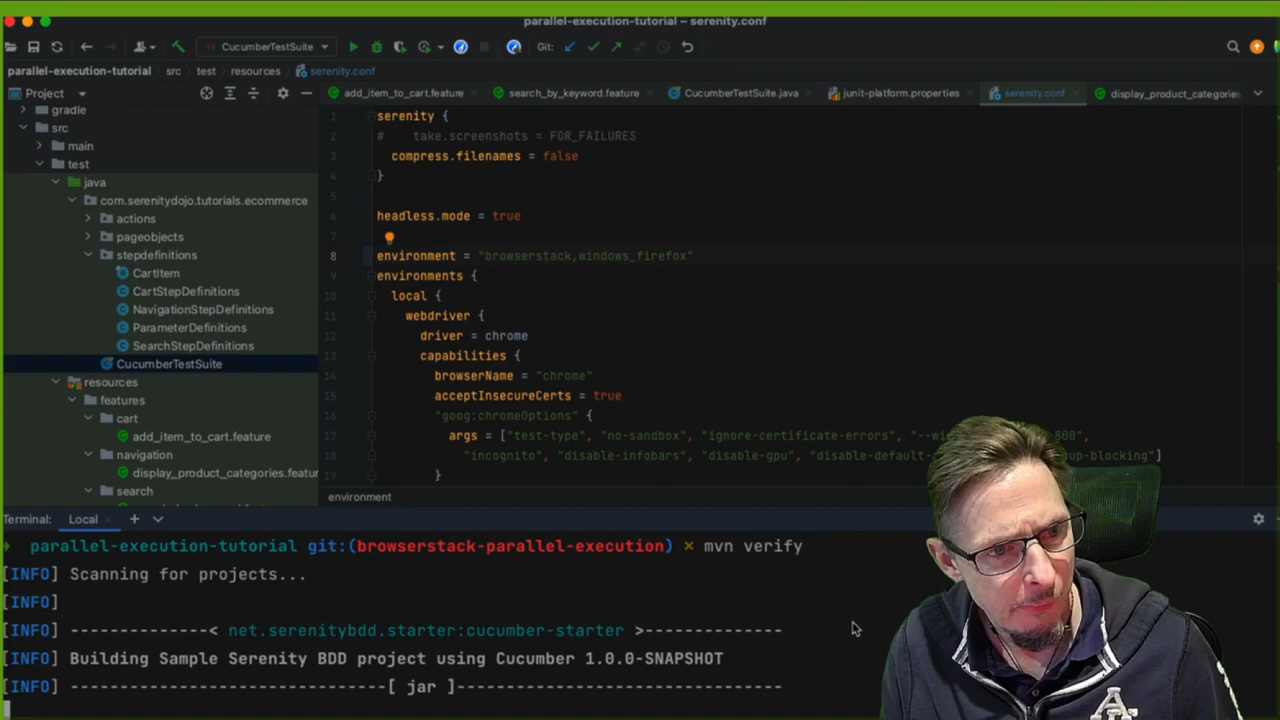 parallel-execution-tutorial – serenity.conf
CucumberTestSuite
Git:
parallel-execution-tutorial
src
test
resources
serenity.conf
Project
add_item_to_cart.feature
search_by_keyword.feature
CucumberTestSuite.java
junit-platform.properties
serenity.conf
display_product_categories
gradle
src
main
test
java
com.serenitydojo.tutorials.ecommerce
actions
pageobjects
stepdefinitions
CartItem
CartStepDefinitions
NavigationStepDefinitions
ParameterDefinitions
SearchStepDefinitions
CucumberTestSuite
resources
features
cart
add_item_to_cart.feature
navigation
display_product_categories.featur
search
1 serenity {
2 # take.screenshots = FOR_FAILURES
3 compress.filenames = false
4 }
5
6 headless.mode = true
7
8 environment = "browserstack,windows_firefox"
9 environments {
10 local {
11 webdriver {
12 driver = chrome
13 capabilities {
14 browserName = "chrome"
15 acceptInsecureCerts = true
16 "goog:chromeOptions" {
17 args = ["test-type", "no-sandbox", "ignore-certificate-errors", "--wi 800",
18 "incognito", "disable-infobars", "disable-gpu", "disable-default-a up-blocking"]
19 }
environment
Terminal:
Local
parallel-execution-tutorial git:(browserstack-parallel-execution) ✗ mvn verify
[INFO] Scanning for projects...
[INFO]
[INFO] -------------< net.serenitybdd.starter:cucumber-starter >-------------
[INFO] Building Sample Serenity BDD project using Cucumber 1.0.0-SNAPSHOT
[INFO] --------------------------------[ jar ]---------------------------------